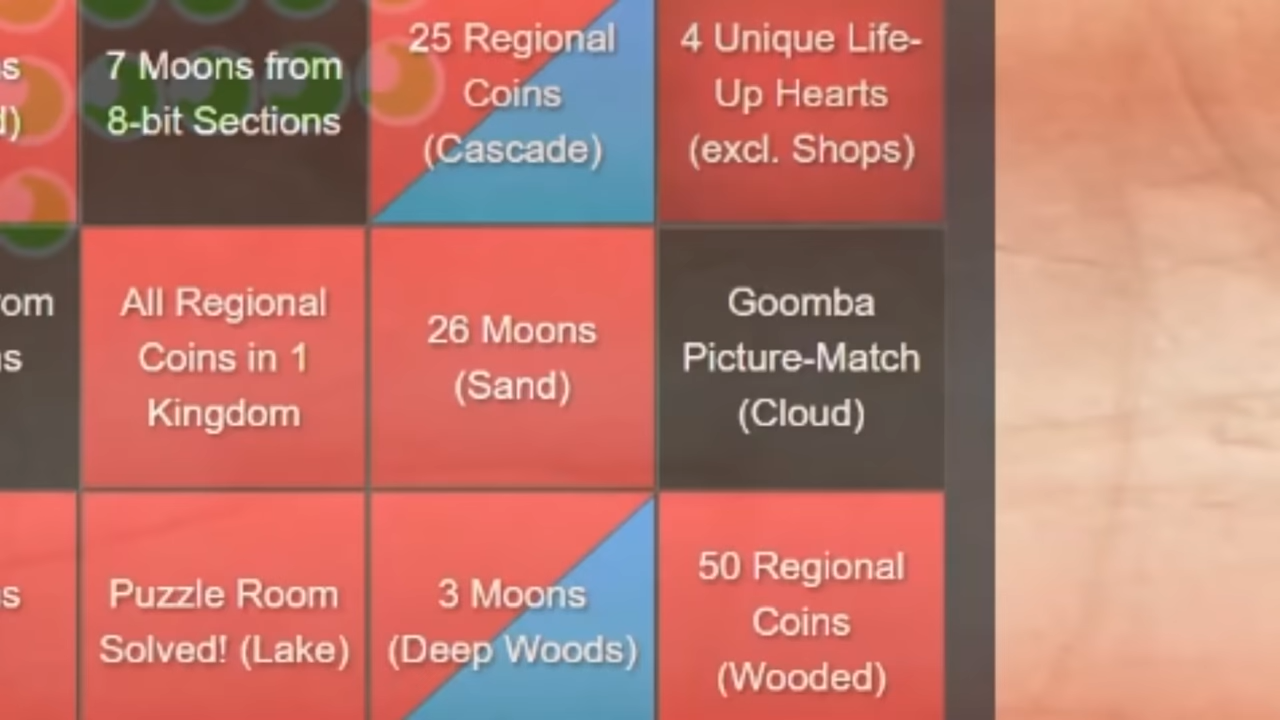 s
d)
7 Moons from
8-bit Sections
25 Regional
Coins
(Cascade)
4 Unique Life-
Up Hearts
(excl. Shops)
om
s
All Regional
Coins in 1
Kingdom
26 Moons
(Sand)
Goomba
Picture-Match
(Cloud)
s
Puzzle Room
Solved! (Lake)
3 Moons
(Deep Woods)
50 Regional
Coins
(Wooded)